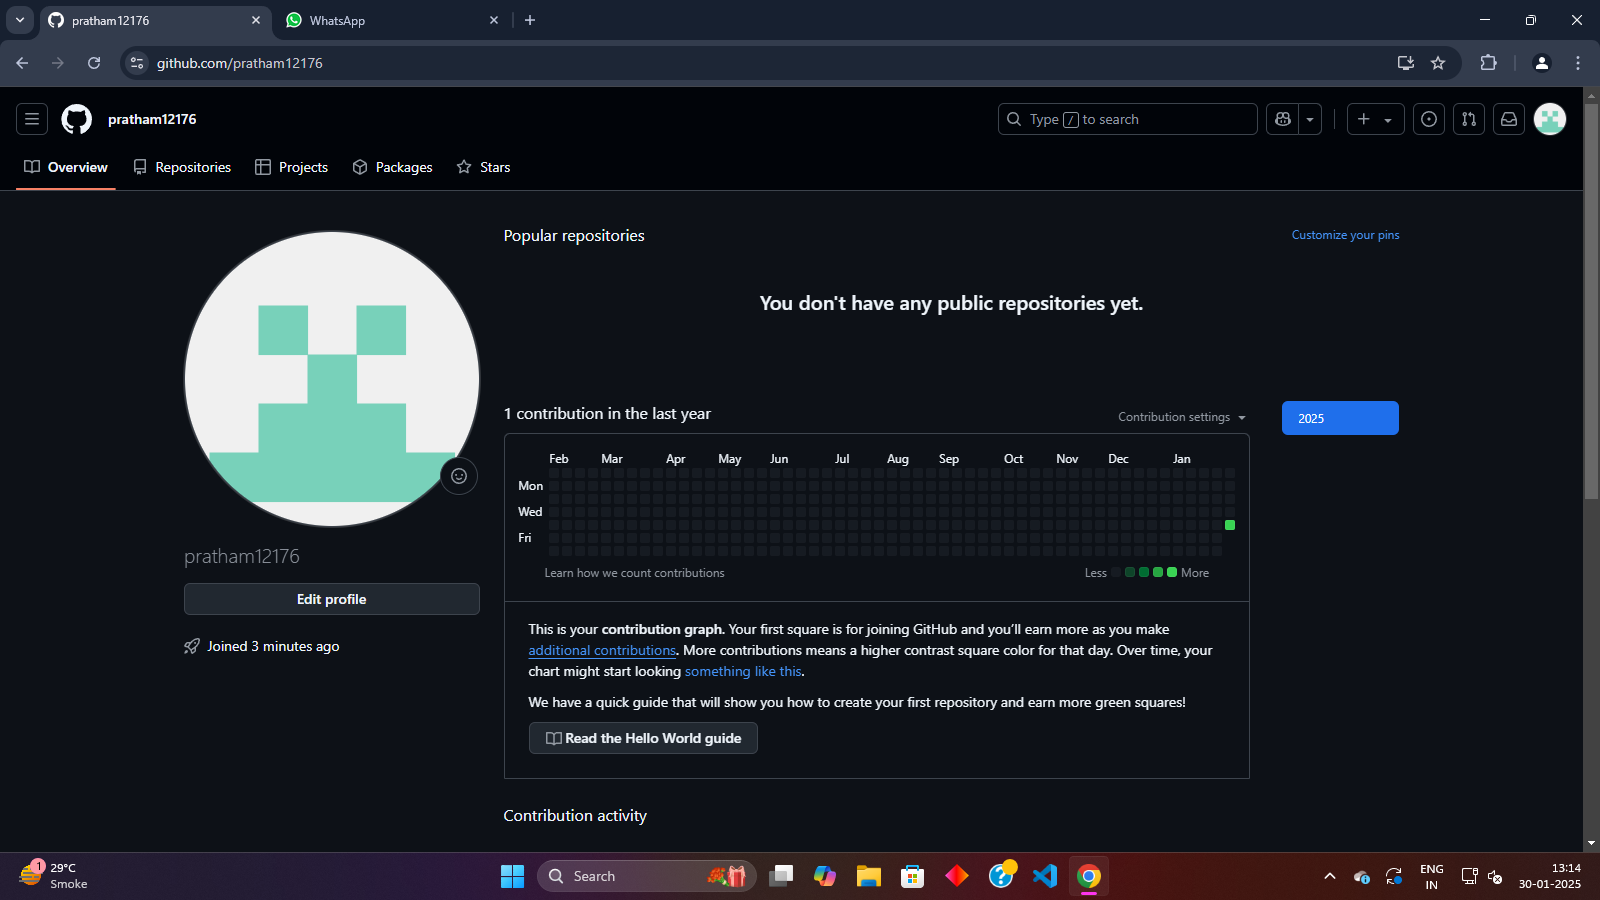 pratham12176
WhatsApp
github.com/pratham12176
pratham12176
Type / to search
Overview
Repositories
Projects
Packages
Stars
Popular repositories
Customize your pins
You don't have any public repositories yet.
1 contribution in the last year
Contribution settings
2025
Feb Mar Apr May Jun Jul Aug Sep Oct Nov Dec Jan
Mon
Wed
Fri
Learn how we count contributions
Less
More
pratham12176
Edit profile
Joined 3 minutes ago
This is your contribution graph. Your first square is for joining GitHub and you'll earn more as you make
additional contributions. More contributions means a higher contrast square color for that day. Over time, your
chart might start looking something like this.
We have a quick guide that will show you how to create your first repository and earn more green squares!
Read the Hello World guide
Contribution activity
1
29°C
Smoke
Search
ENG
IN
13:14
30-01-2025